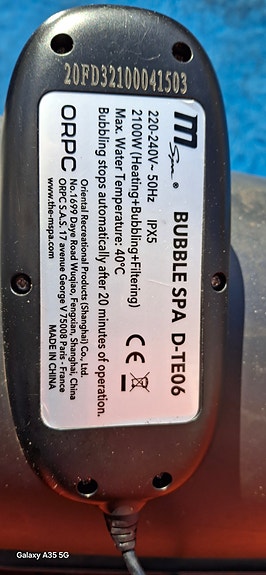 20FD32100041503
mSpa®
BUBBLE SPA D-TE06
220-240V~ 50Hz IPX5
2100W (Heating+Bubbling+Filtering)
Max. Water Temperature: 40°C
Bubbling stops automatically after 20 minutes of operation.
ORPC
Oriental Recreational Products (Shanghai) Co., Ltd.
No.1699 Daye Road Wuqiao, Fengxian, Shanghai, China
ORPC S.A.S. 17 avenue George V 75008 Paris - France
www.the-mspa.com
MADE IN CHINA
CE
Galaxy A35 5G